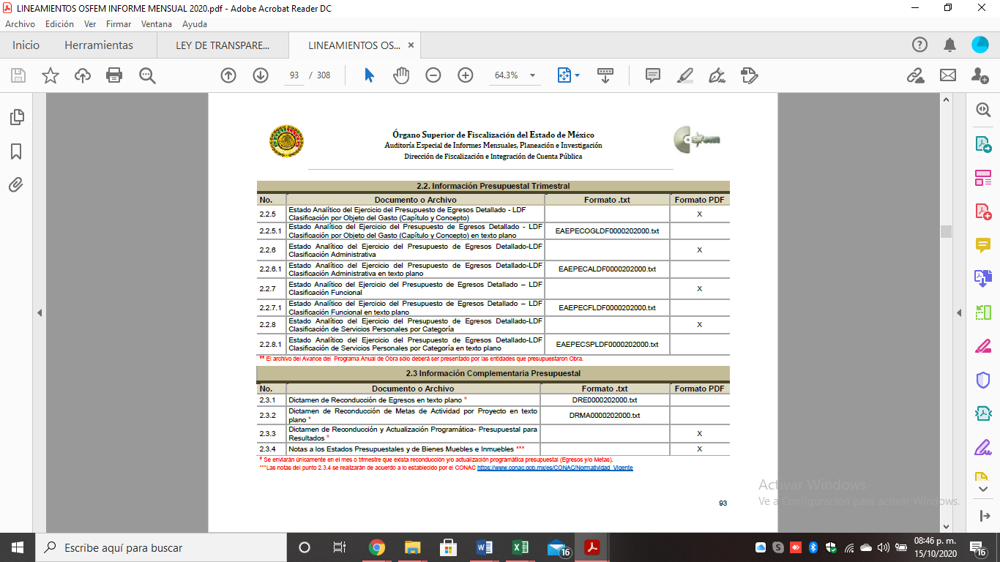 LINEAMIENTOS OSFEM INFORME MENSUAL 2020.pdf - Adobe Acrobat Reader DC
Archivo Edición Ver Firmar Ventana Ayuda
Inicio Herramientas LEY DE TRANSPARE... LINEAMIENTOS OS... ×
93 / 308 64.3%
Órgano Superior de Fiscalización del Estado de México
Auditoría Especial de Informes Mensuales, Planeación e Investigación
Dirección de Fiscalización e Integración de Cuenta Pública
osfem
2.2. Información Presupuestal Trimestral
No. Documento o Archivo Formato .txt Formato PDF
2.2.5 Estado Analítico del Ejercicio del Presupuesto de Egresos Detallado - LDF
Clasificación por Objeto del Gasto (Capítulo y Concepto) X
2.2.5.1 Estado Analítico del Ejercicio del Presupuesto de Egresos Detallado - LDF
Clasificación por Objeto del Gasto (Capítulo y Concepto) en texto plano EAEPECOGLDF0000202000.txt
2.2.6 Estado Analítico del Ejercicio del Presupuesto de Egresos Detallado-LDF
Clasificación Administrativa X
2.2.6.1 Estado Analítico del Ejercicio del Presupuesto de Egresos Detallado-LDF
Clasificación Administrativa en texto plano EAEPECALDF0000202000.txt
2.2.7 Estado Analítico del Ejercicio del Presupuesto de Egresos Detallado – LDF
Clasificación Funcional X
2.2.7.1 Estado Analítico del Ejercicio del Presupuesto de Egresos Detallado – LDF
Clasificación Funcional en texto plano EAEPECFLDF0000202000.txt
2.2.8 Estado Analítico del Ejercicio del Presupuesto de Egresos Detallado-LDF
Clasificación de Servicios Personales por Categoría X
2.2.8.1 Estado Analítico del Ejercicio del Presupuesto de Egresos Detallado-LDF
Clasificación de Servicios Personales por Categoría en texto plano EAEPECSPLDF0000202000.txt
** El archivo del Avance del Programa Anual de Obra sólo deberá ser presentado por las entidades que presupuestaron Obra.
2.3 Información Complementaria Presupuestal
No. Documento o Archivo Formato .txt Formato PDF
2.3.1 Dictamen de Reconducción de Egresos en texto plano * DRE0000202000.txt
2.3.2 Dictamen de Reconducción de Metas de Actividad por Proyecto en texto
plano * DRMA0000202000.txt
2.3.3 Dictamen de Reconducción y Actualización Programática- Presupuestal para
Resultados * X
2.3.4 Notas a los Estados Presupuestales y de Bienes Muebles e Inmuebles *** X
* Se enviarán únicamente en el mes o trimestre que exista reconducción y/o actualización programática presupuestal (Egresos y/o Metas).
***Las notas del punto 2.3.4 se realizarán de acuerdo a lo establecido por el CONAC https://www.conac.gob.mx/es/CONAC/Normatividad_Vigente
93
Activar Windows
Ve a Configuración para activar Windows.
Escribe aquí para buscar
16
08:46 p. m.
15/10/2020
16